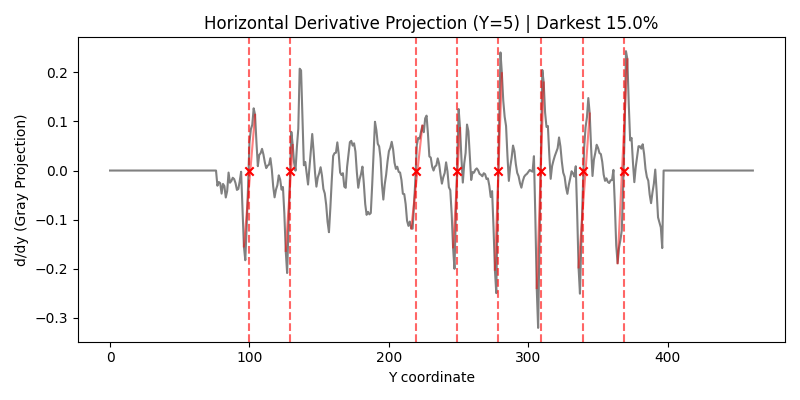 Horizontal Derivative Projection (Y=5) | Darkest 15.0%
d/dy (Gray Projection)
0.2
0.1
0.0
−0.1
−0.2
−0.3
0 100 200 300 400
Y coordinate